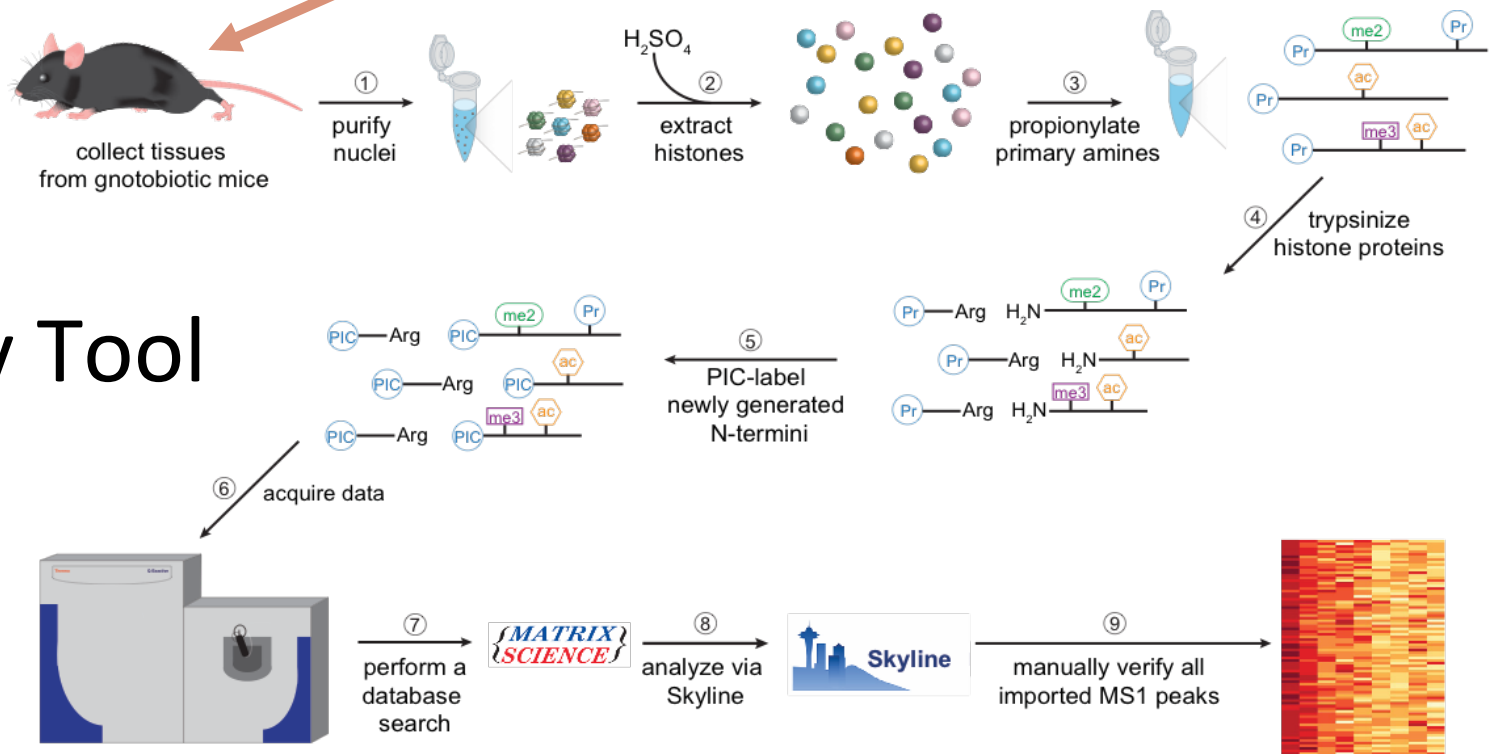 H₂SO₄
①
purify
nuclei
②
extract
histones
③
propionylate
primary amines
collect tissues
from gnotobiotic mice
Pr me2 Pr
Pr ac
Pr me3 ac
④
trypsinize
histone proteins
Pr Arg H₂N me2 Pr
Pr Arg H₂N ac
Pr Arg H₂N me3 ac
⑤
PIC-label
newly generated
N-termini
PIC Arg PIC me2 Pr
PIC Arg PIC ac
PIC Arg PIC me3 ac
Tool
⑥
acquire data
⑦
perform a
database
search
{MATRIX
SCIENCE}
⑧
analyze via
Skyline
Skyline
⑨
manually verify all
imported MS1 peaks